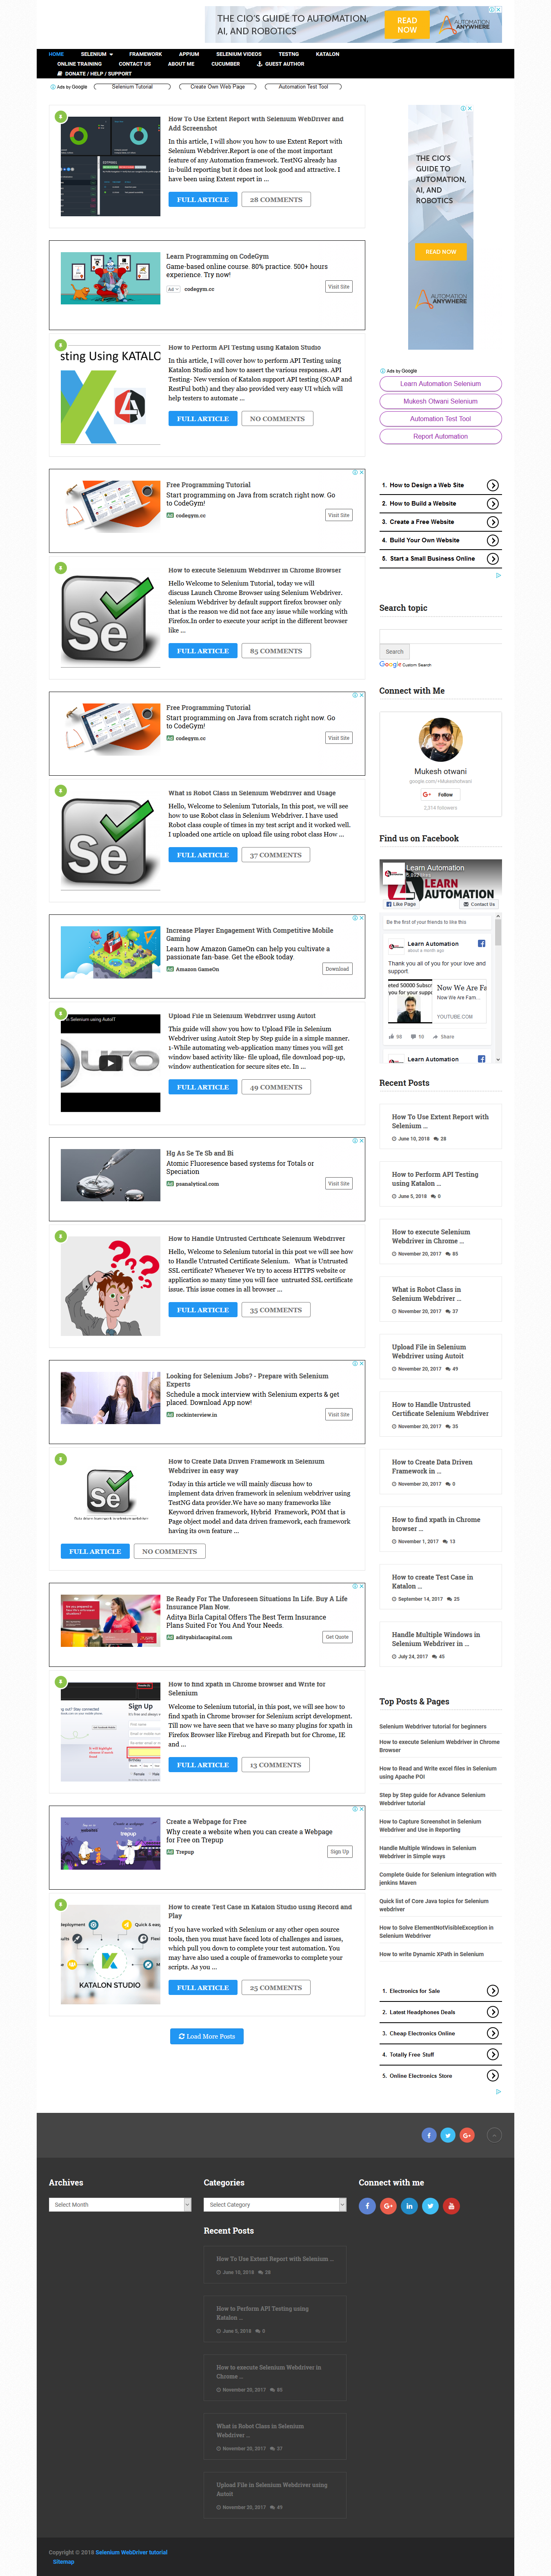 THE CIO'S GUIDE TO AUTOMATION,
AI, AND ROBOTICS
READ
NOW
AUTOMATION
ANYWHERE
HOME SELENIUM FRAMEWORK APPIUM SELENIUM VIDEOS TESTNG KATALON
ONLINE TRAINING CONTACT US ABOUT ME CUCUMBER GUEST AUTHOR
DONATE / HELP / SUPPORT
Ads by Google Selenium Tutorial Create Own Web Page Automation Test Tool
How To Use Extent Report with Selenium WebDriver and
Add Screenshot
In this article, I will show you how to use Extent Report with
Selenium Webdriver.Report is one of the most important
feature of any Automation framework. TestNG already has
in-build reporting but it does not look good and attractive. I
have been using Extent report in ...
FULL ARTICLE 28 COMMENTS
Learn Programming on CodeGym
Game-based online course. 80% practice. 500+ hours
experience. Try now!
Ad codegym.cc
Visit Site
How to Perform API Testing using Katalon Studio
sting Using KATALO
In this article, I will cover how to perform API Testing using
Katalon Studio and how to assert the various responses. API
Testing- New version of Katalon support API testing (SOAP and
RestFul both) and they also provided very easy UI which will
help testers to automate ...
FULL ARTICLE NO COMMENTS
Free Programming Tutorial
Start programming on Java from scratch right now. Go
to CodeGym!
Ad codegym.cc
Visit Site
How to execute Selenium Webdriver in Chrome Browser
Hello Welcome to Selenium Tutorial, today we will
discuss Launch Chrome Browser using Selenium Webdriver.
Selenium Webdriver by default support firefox browser only
that is the reason we did not face any issue while working with
Firefox.In order to execute your script in the different browser
like ...
Se
FULL ARTICLE 85 COMMENTS
Free Programming Tutorial
Start programming on Java from scratch right now. Go
to CodeGym!
Ad codegym.cc
Visit Site
What is Robot Class in Selenium Webdriver and Usage
Hello, Welcome to Selenium Tutorials, In this post, we will see
how to use Robot class in Selenium Webdriver. I have used
Robot class couple of times in my test script and it worked well.
I uploaded one article on upload file using robot class How ...
Se
FULL ARTICLE 37 COMMENTS
Increase Player Engagement With Competitive Mobile
Gaming
Learn how Amazon GameOn can help you cultivate a
passionate fan-base. Get the eBook today.
Ad Amazon GameOn
Download
Upload File in Selenium Webdriver using Autoit
This guide will show you how to Upload File in Selenium
Webdriver using Autoit Step by Step guide in a simple manner.
1-While automating web-application many times you will get
window based activity like- file upload, file download pop-up,
window authentication for secure sites etc. In ...
FULL ARTICLE 49 COMMENTS
Hg As Se Te Sb and Bi
Atomic Fluorescence based systems for Totals or
Speciation
Ad psanalytical.com
Visit Site
How to Handle Untrusted Certificate Selenium Webdriver
Hello, Welcome to Selenium tutorial in this post we will see how
to Handle Untrusted Certificate Selenium. What is Untrusted
SSL certificate? Whenever We try to access HTTPS website or
application so many time you will face untrusted SSL certificate
issue. This issue comes in all browser ...
FULL ARTICLE 35 COMMENTS
Looking for Selenium Jobs? - Prepare with Selenium
Experts
Schedule a mock interview with Selenium experts & get
placed. Download App now!
Ad rockinterview.in
Visit Site
How to Create Data Driven Framework in Selenium
Webdriver in easy way
Today in this article we will mainly discuss how to
implement data driven framework in selenium webdriver using
TestNG data provider.We have so many frameworks like
Keyword driven framework, Hybrid Framework, POM that is
Page object model and data driven framework, each framework
having its own feature ...
Se
FULL ARTICLE NO COMMENTS
Be Ready For The Unforeseen Situations In Life. Buy A Life
Insurance Plan Now.
Aditya Birla Capital Offers The Best Term Insurance
Plans Suited For You And Your Needs.
Ad adityabirlacapital.com
Get Quote
How to find xpath in Chrome browser and Write for
Selenium
Sign Up
Welcome to Selenium tutorial, in this post, we will see how to
find xpath in Chrome browser for Selenium script development.
Till now we have seen that we have so many plugins for xpath in
Firefox Browser like Firebug and Firepath but for Chrome, IE
and ...
FULL ARTICLE 13 COMMENTS
Create a Webpage for Free
Why create a website when you can create a Webpage
for Free on Trepup
Ad Trepup
Sign Up
How to create Test Case in Katalon Studio using Record and
Play
If you have worked with Selenium or any other open source
tools, then you must have faced lots of challenges and issues,
which pull you down to complete your test automation. You
may have also used a couple of frameworks to complete your
scripts. As you ...
KATALON STUDIO
FULL ARTICLE 25 COMMENTS
Load More Posts
THE CIO'S
GUIDE TO
AUTOMATION,
AI, AND
ROBOTICS
READ NOW
AUTOMATION
ANYWHERE
Ads by Google
Learn Automation Selenium
Mukesh Otwani Selenium
Automation Test Tool
Report Automation
1. How to Design a Web Site
2. How to Build a Website
3. Create a Free Website
4. Build Your Own Website
5. Start a Small Business Online
Search topic
Search
Google Custom Search
Connect with Me
Mukesh otwani
Follow
Find us on Facebook
Learn Automation
LEARN
AUTOMATION
Like Page Contact Us
Be the first of your friends to like this
Learn Automation
about a month ago
Thank you all of you for your love and
support.
Now We Are Fa
Now We Are Fam...
YOUTUBE.COM
Share
Learn Automation
Recent Posts
How To Use Extent Report with
Selenium ...
June 10, 2018 28
How to Perform API Testing
using Katalon ...
June 5, 2018 0
How to execute Selenium
Webdriver in Chrome ...
November 20, 2017 85
What is Robot Class in
Selenium Webdriver ...
November 20, 2017 37
Upload File in Selenium
Webdriver using Autoit
November 20, 2017 49
How to Handle Untrusted
Certificate Selenium Webdriver
November 20, 2017 35
How to Create Data Driven
Framework in ...
November 20, 2017 0
How to find xpath in Chrome
browser ...
November 1, 2017 13
How to create Test Case in
Katalon ...
September 14, 2017 25
Handle Multiple Windows in
Selenium Webdriver in ...
July 24, 2017 45
Top Posts & Pages
Selenium Webdriver tutorial for beginners
How to execute Selenium Webdriver in Chrome
Browser
How to Read and Write excel files in Selenium
using Apache POI
Step by Step guide for Advance Selenium
Webdriver tutorial
How to Capture Screenshot in Selenium
Webdriver and Use in Reporting
Handle Multiple Windows in Selenium
Webdriver in Simple ways
Complete Guide for Selenium integration with
jenkins Maven
Quick list of Core Java topics for Selenium
webdriver
How to Solve ElementNotVisibleException in
Selenium Webdriver
How to write Dynamic XPath in Selenium
1. Electronics for Sale
2. Latest Headphones Deals
3. Cheap Electronics Online
4. Totally Free Stuff
5. Online Electronics Store
Archives
Select Month
Categories
Select Category
Recent Posts
How To Use Extent Report with Selenium ...
June 10, 2018 28
How to Perform API Testing using
Katalon ...
June 5, 2018 0
How to execute Selenium Webdriver in
Chrome ...
November 20, 2017 85
What is Robot Class in Selenium
Webdriver ...
November 20, 2017 37
Upload File in Selenium Webdriver using
Autoit
November 20, 2017 49
Connect with me
Copyright © 2018 Selenium WebDriver tutorial
Sitemap